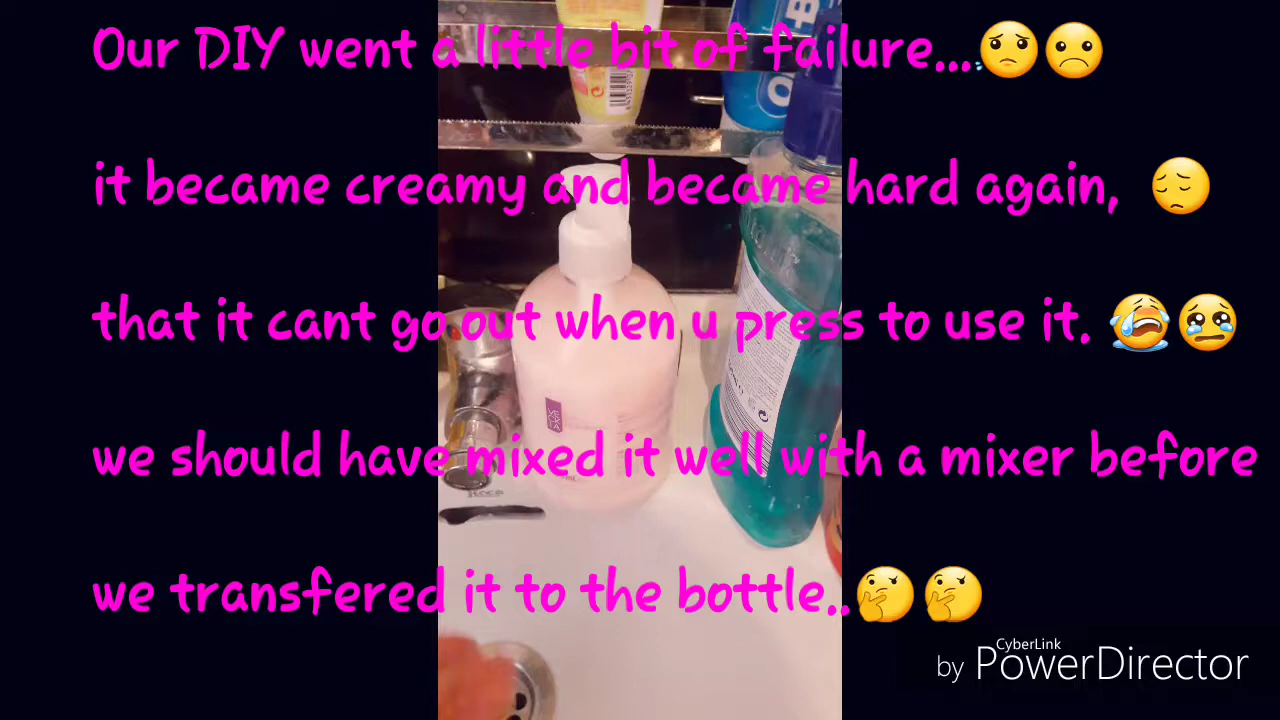 Our DIY went a little bit of failure...😟☹️
it became creamy and became hard again, 😔
that it cant go out when u press to use it. 😭😢
we should have mixed it well with a mixer before
we transfered it to the bottle..🤔🤔
CyberLink
by PowerDirector